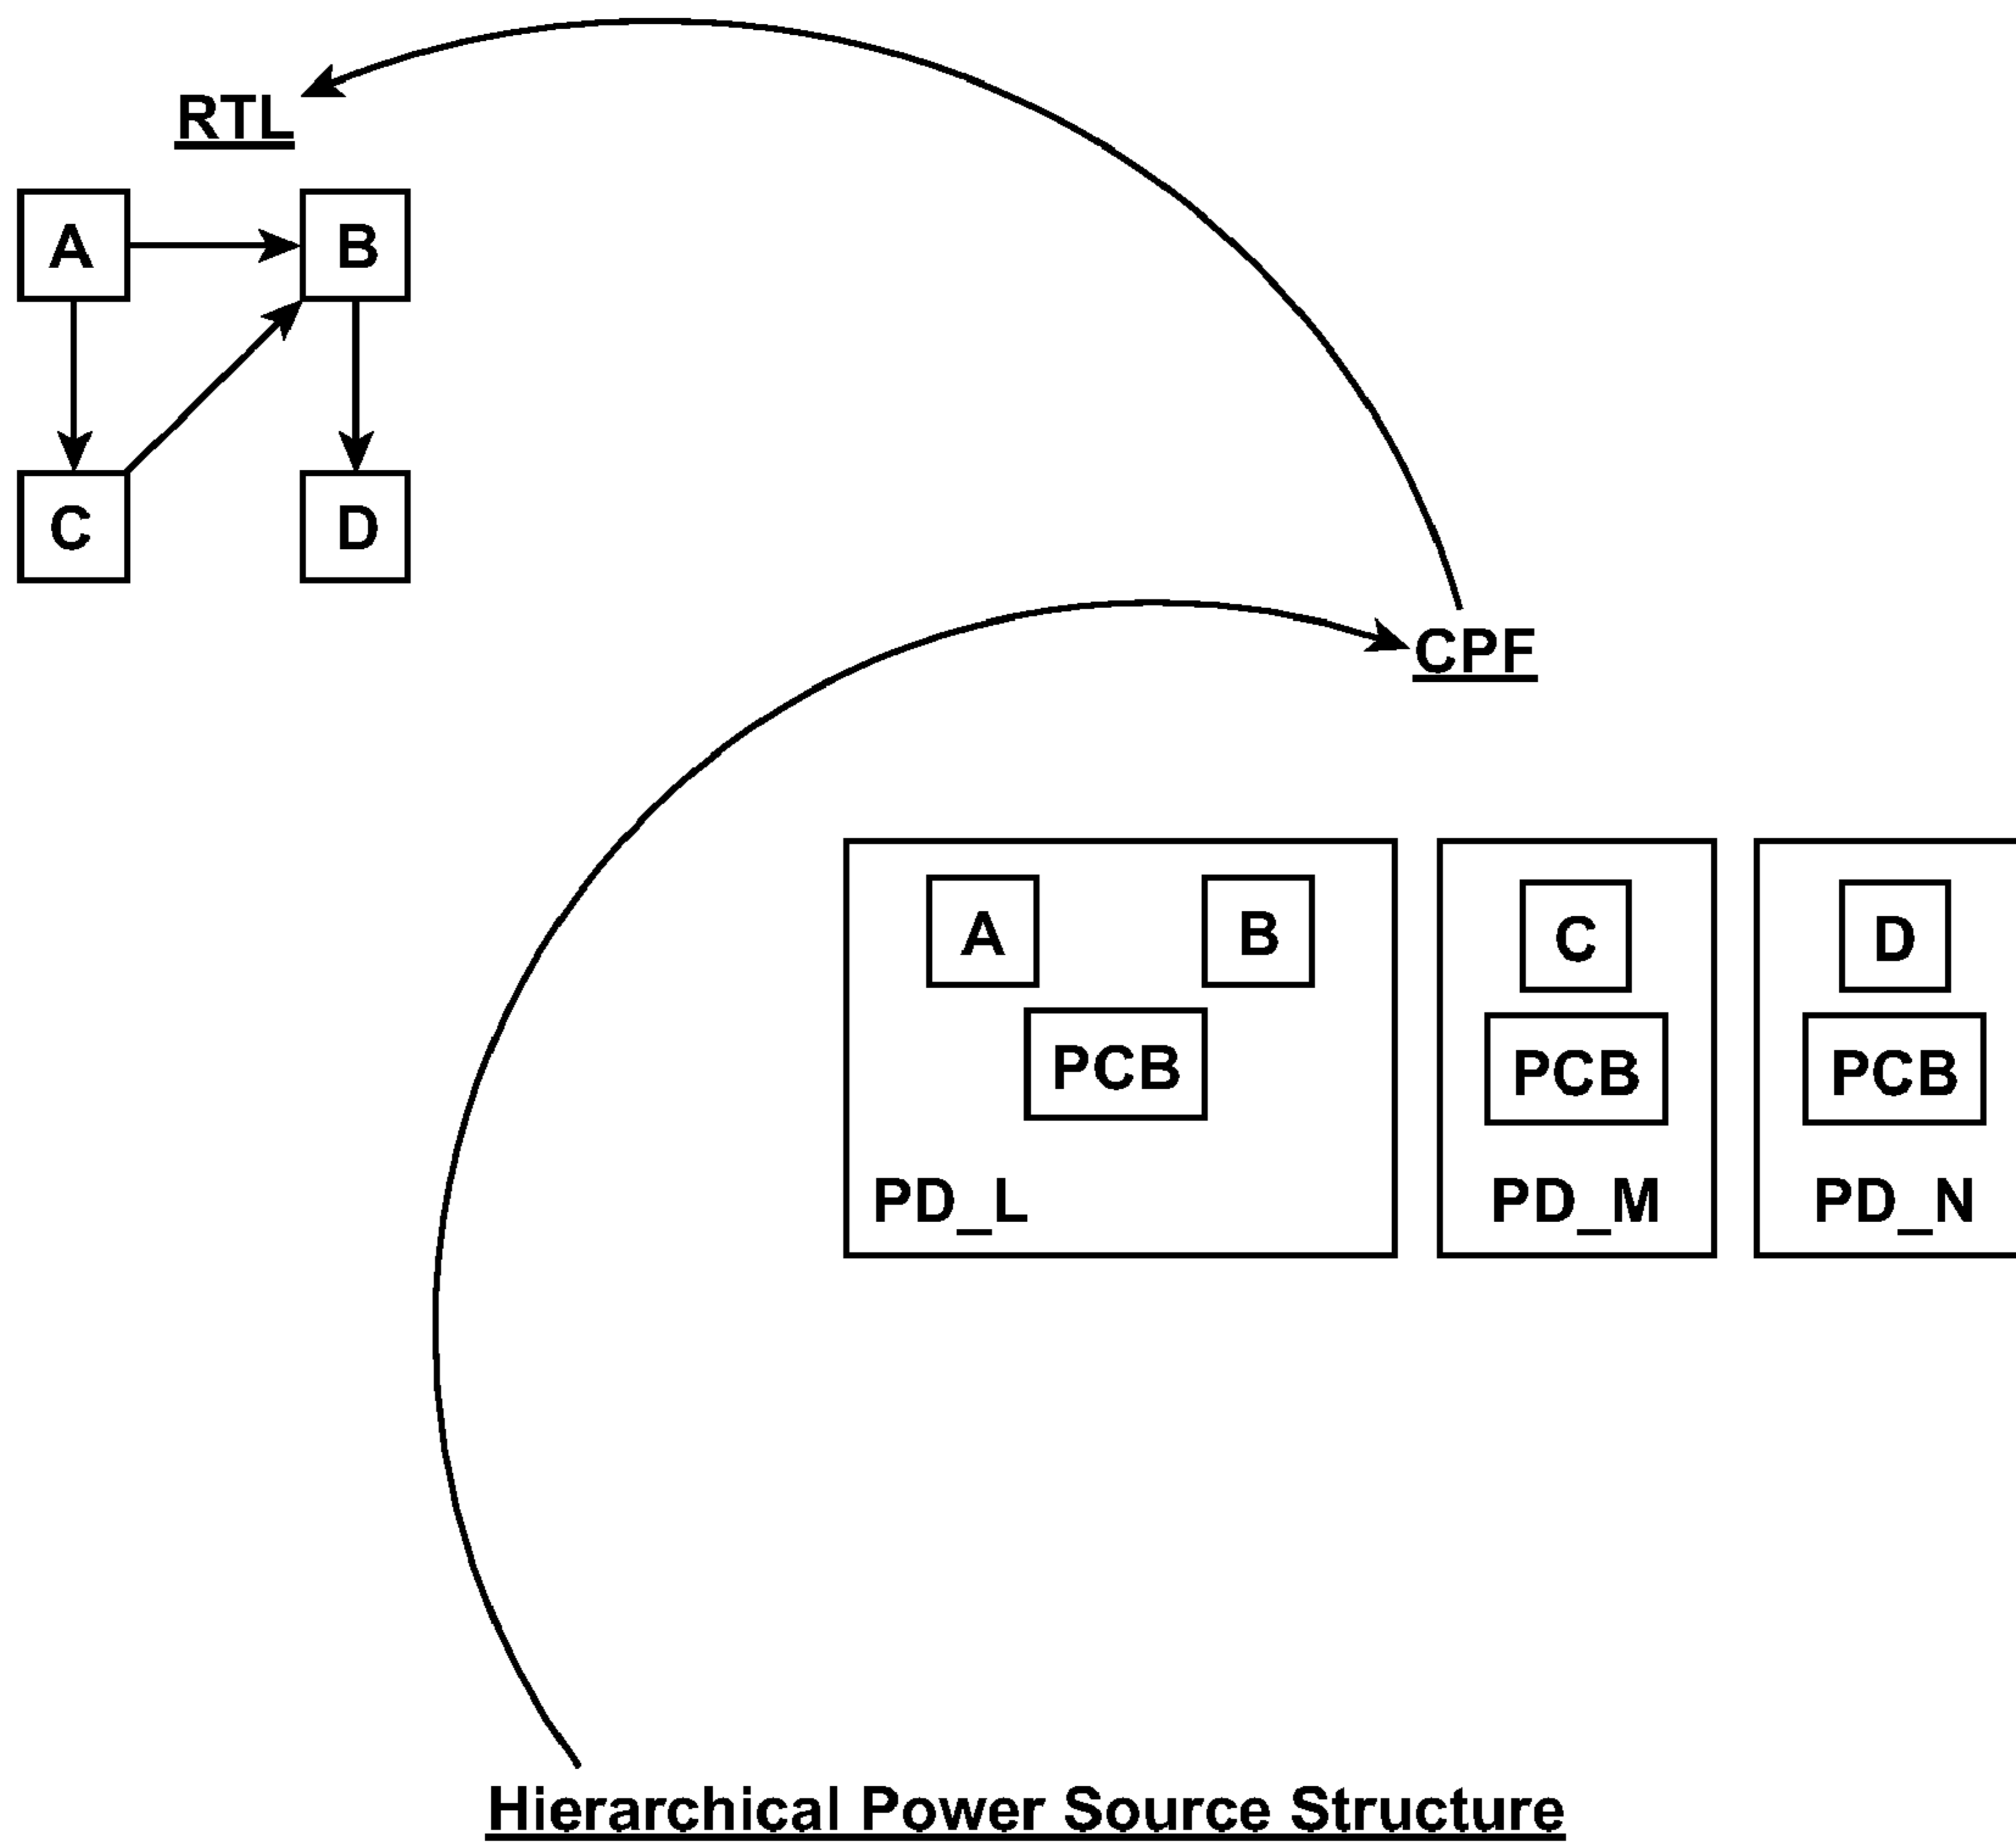 RTL
A
B
C
D
CPF
A
B
C
D
PCB
PCB
PCB
PD_L
PD_M
PD_N
Hierarchical Power Source Structure